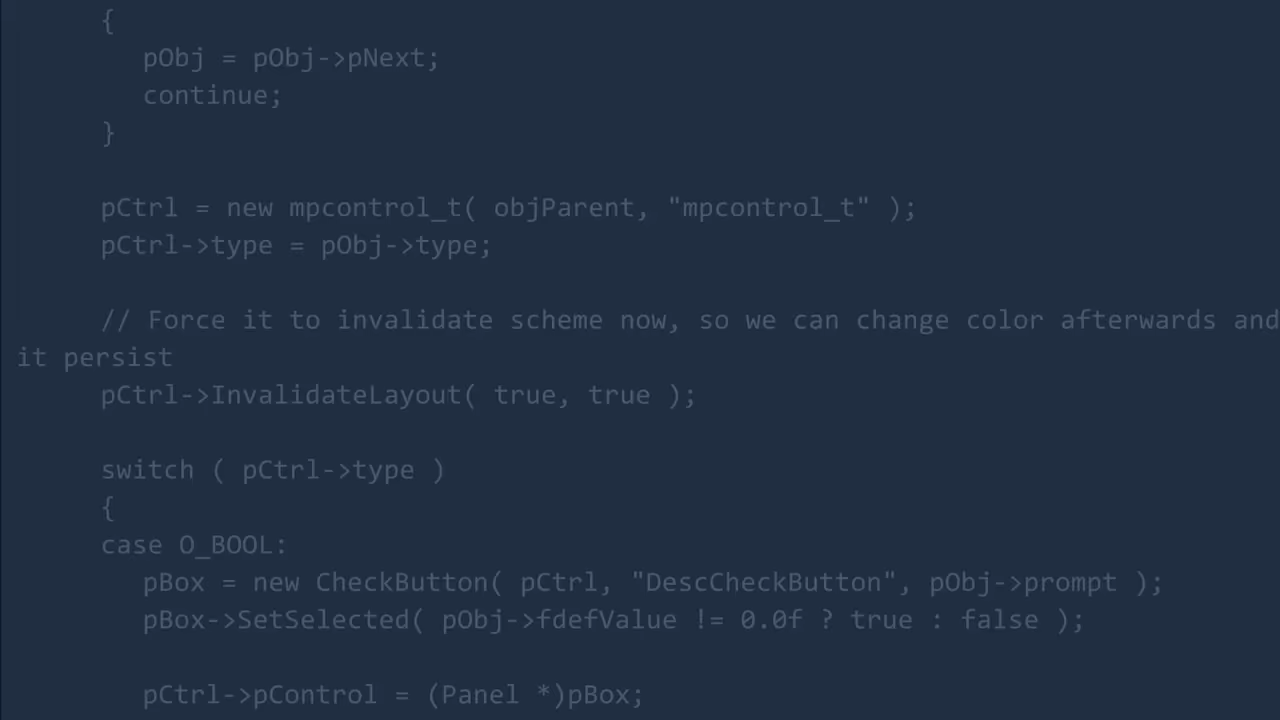 {
pObj = pObj->pNext;
continue;
}
pCtrl = new mpcontrol_t( objParent, "mpcontrol_t" );
pCtrl->type = pObj->type;
// Force it to invalidate scheme now, so we can change color afterwards and
it persist
pCtrl->InvalidateLayout( true, true );
switch ( pCtrl->type )
{
case O_BOOL:
pBox = new CheckButton( pCtrl, "DescCheckButton", pObj->prompt );
pBox->SetSelected( pObj->fdefValue != 0.0f ? true : false );
pCtrl->pControl = (Panel *)pBox;